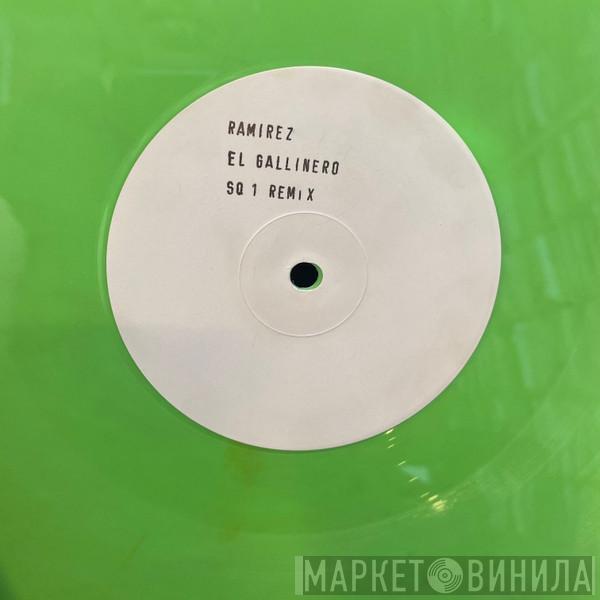 RAMIREZ
EL GALLINERO
SQ 1 REMiX
МАРКЕТ ВИНИЛА